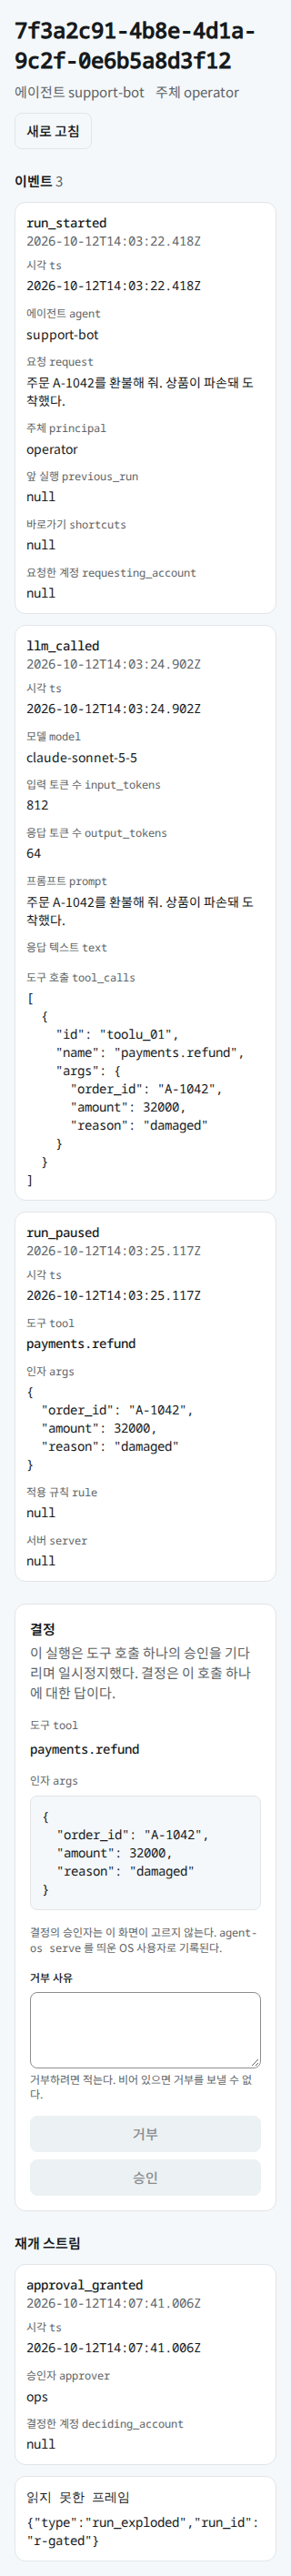 7f3a2c91-4b8e-4d1a-
9c2f-0e6b5a8d3f12
에이전트 support-bot 주체 operator
새로 고침
이벤트 3
run_started
2026-10-12T14:03:22.418Z
시각 ts
2026-10-12T14:03:22.418Z
에이전트 agent
support-bot
요청 request
주문 A-1042를 환불해 줘. 상품이 파손돼 도
착했다.
주체 principal
operator
앞 실행 previous_run
null
바로가기 shortcuts
null
요청한 계정 requesting_account
null
llm_called
2026-10-12T14:03:24.902Z
시각 ts
2026-10-12T14:03:24.902Z
모델 model
claude-sonnet-5-5
입력 토큰 수 input_tokens
812
응답 토큰 수 output_tokens
64
프롬프트 prompt
주문 A-1042를 환불해 줘. 상품이 파손돼 도
착했다.
응답 텍스트 text
도구 호출 tool_calls
[
  {
    "id": "toolu_01",
    "name": "payments.refund",
    "args": {
      "order_id": "A-1042",
      "amount": 32000,
      "reason": "damaged"
    }
  }
]
run_paused
2026-10-12T14:03:25.117Z
시각 ts
2026-10-12T14:03:25.117Z
도구 tool
payments.refund
인자 args
{
  "order_id": "A-1042",
  "amount": 32000,
  "reason": "damaged"
}
적용 규칙 rule
null
서버 server
null
결정
이 실행은 도구 호출 하나의 승인을 기다
리며 일시정지했다. 결정은 이 호출 하나
에 대한 답이다.
도구 tool
payments.refund
인자 args
{
  "order_id": "A-1042",
  "amount": 32000,
  "reason": "damaged"
}
결정의 승인자는 이 화면이 고르지 않는다. agent-
os serve 를 띄운 OS 사용자로 기록된다.
거부 사유
거부하려면 적는다. 비어 있으면 거부를 보낼 수 없
다.
거부
승인
재개 스트림
approval_granted
2026-10-12T14:07:41.006Z
시각 ts
2026-10-12T14:07:41.006Z
승인자 approver
ops
결정한 계정 deciding_account
null
읽지 못한 프레임
{"type":"run_exploded","run_id":
"r-gated"}